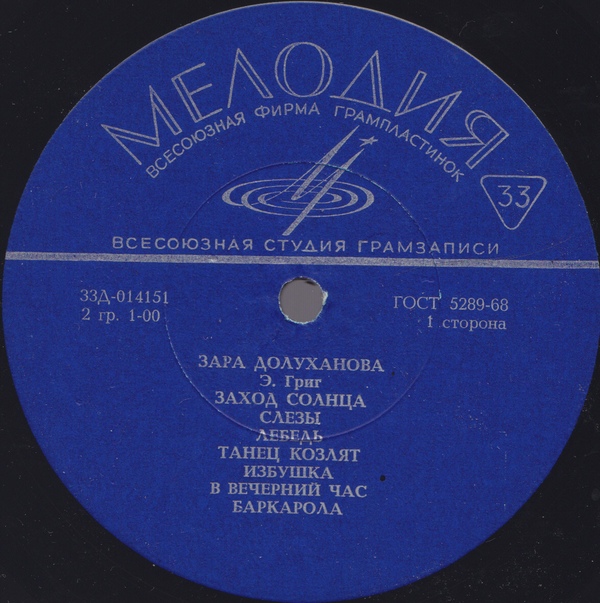 МЕЛОДИЯ
ВСЕСОЮЗНАЯ ФИРМА ГРАМПЛАСТИНОК
33
ВСЕСОЮЗНАЯ СТУДИЯ ГРАМЗАПИСИ
33Д-014151
2 гр. 1-00
ГОСТ 5289-68
1 сторона
ЗАРА ДОЛУХАНОВА
Э. Григ
ЗАХОД СОЛНЦА
СЛЕЗЫ
ЛЕБЕДЬ
ТАНЕЦ КОЗЛЯТ
ИЗБУШКА
В ВЕЧЕРНИЙ ЧАС
БАРКАРОЛА